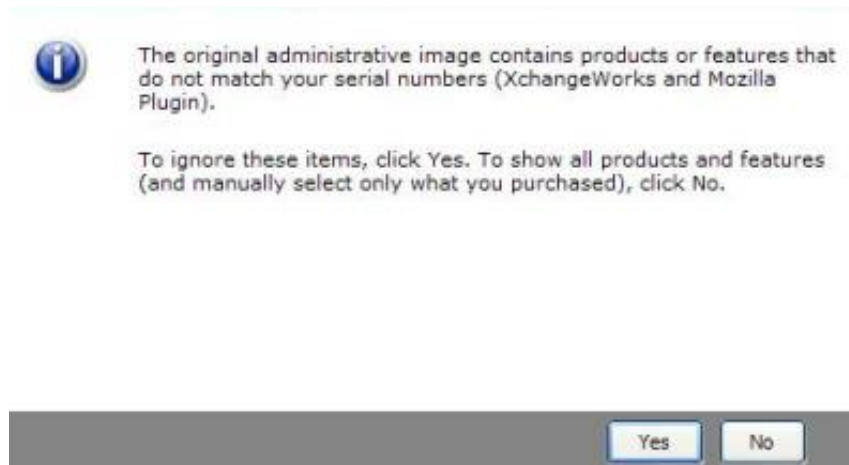 The original administrative image contains products or features that
do not match your serial numbers (XchangeWorks and Mozilla
Plugin).
To ignore these items, click Yes. To show all products and features
(and manually select only what you purchased), click No.
Yes No